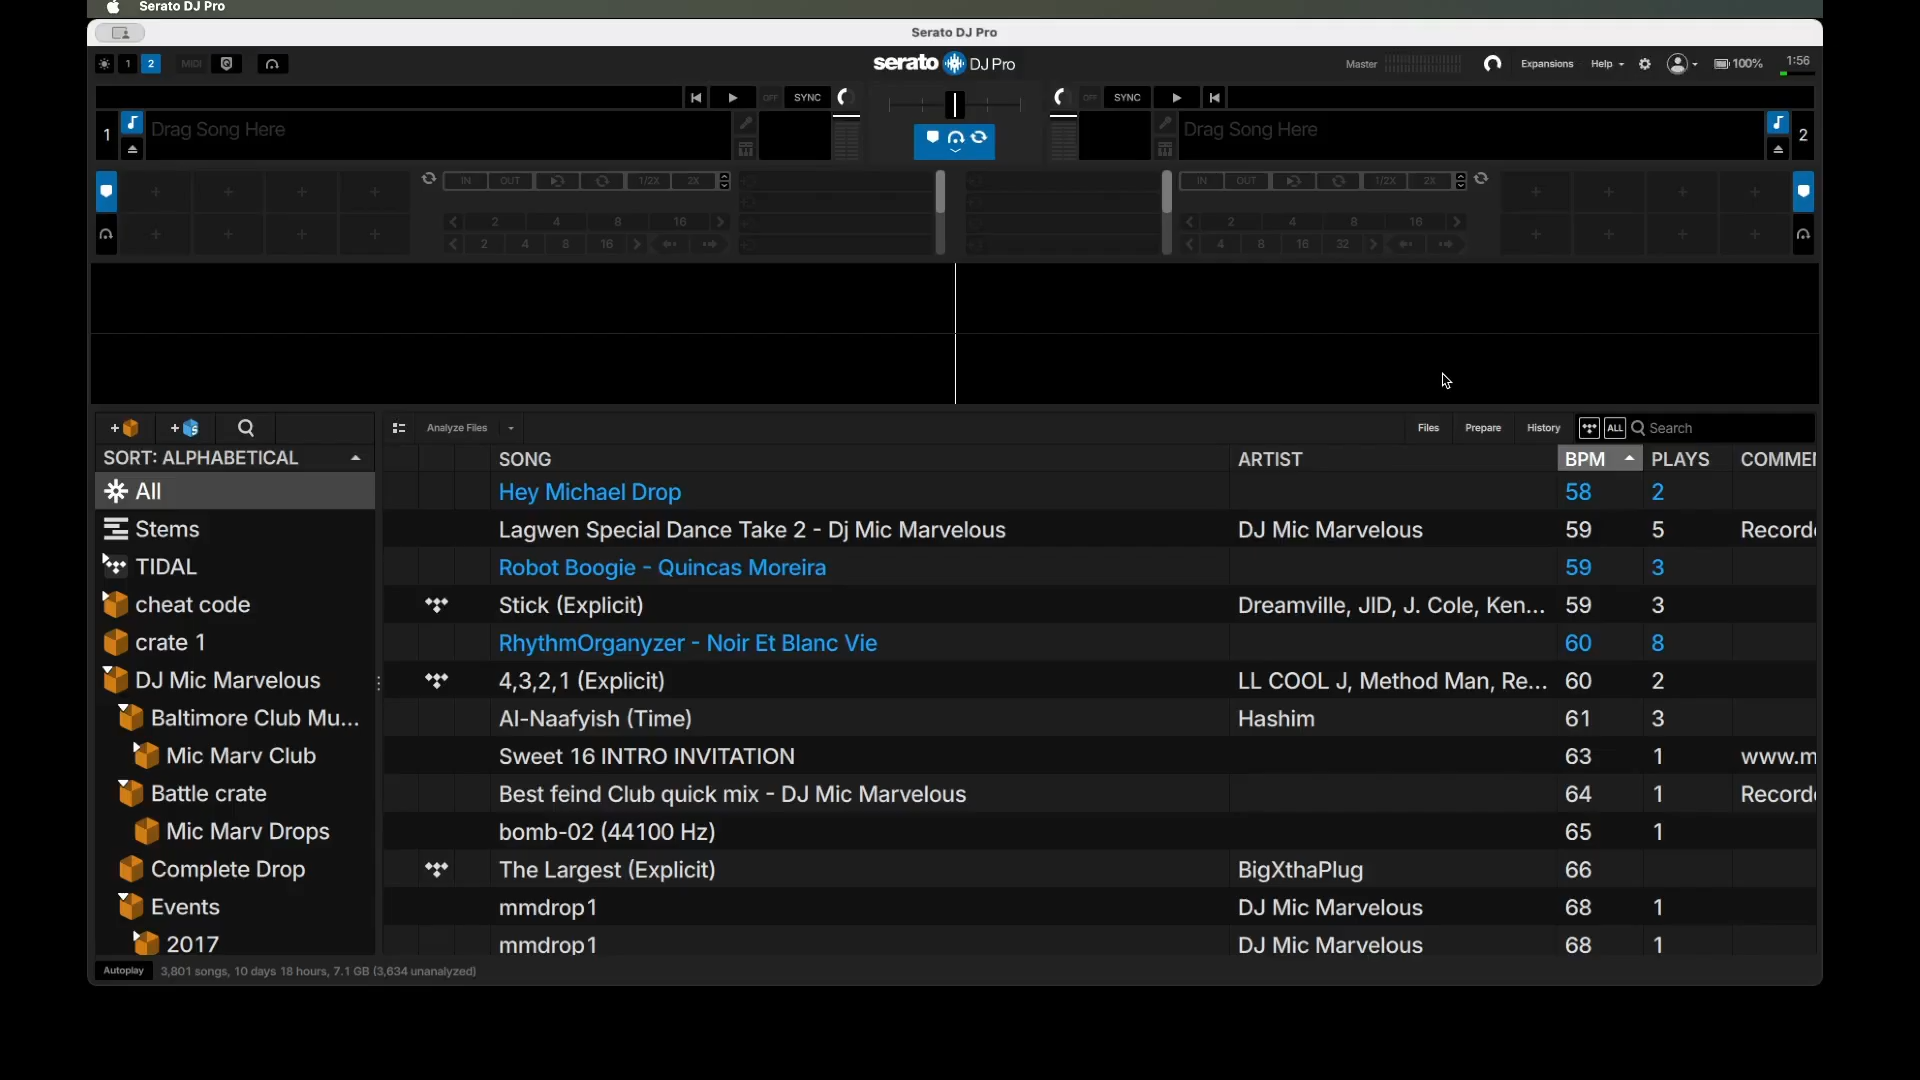 Serato DJ Pro
Serato DJ Pro
1 2 MIDI
serato DJ Pro
Master
Expansions Help 100% 1:56
OFF SYNC
OFF SYNC
1 Drag Song Here
Drag Song Here 2
IN OUT 1/2X 2X
IN OUT 1/2X 2X
2 4 8 16
2 4 8 16
2 4 8 16
4 8 16 32
Analyze Files
Files Prepare History ALL Search
SORT: ALPHABETICAL
All
Stems
TIDAL
cheat code
crate 1
DJ Mic Marvelous
Baltimore Club Mu...
Mic Marv Club
Battle crate
Mic Marv Drops
Complete Drop
Events
2017
SONG ARTIST BPM PLAYS COMMEN
Hey Michael Drop 58 2
Lagwen Special Dance Take 2 - Dj Mic Marvelous DJ Mic Marvelous 59 5 Recorde
Robot Boogie - Quincas Moreira 59 3
Stick (Explicit) Dreamville, JID, J. Cole, Ken... 59 3
RhythmOrganyzer - Noir Et Blanc Vie 60 8
4,3,2,1 (Explicit) LL COOL J, Method Man, Re... 60 2
Al-Naafyish (Time) Hashim 61 3
Sweet 16 INTRO INVITATION 63 1 www.m
Best feind Club quick mix - DJ Mic Marvelous 64 1 Recorde
bomb-02 (44100 Hz) 65 1
The Largest (Explicit) BigXthaPlug 66
mmdrop1 DJ Mic Marvelous 68 1
mmdrop1 DJ Mic Marvelous 68 1
Autoplay 3,801 songs, 10 days 18 hours, 7.1 GB (3,634 unanalyzed)